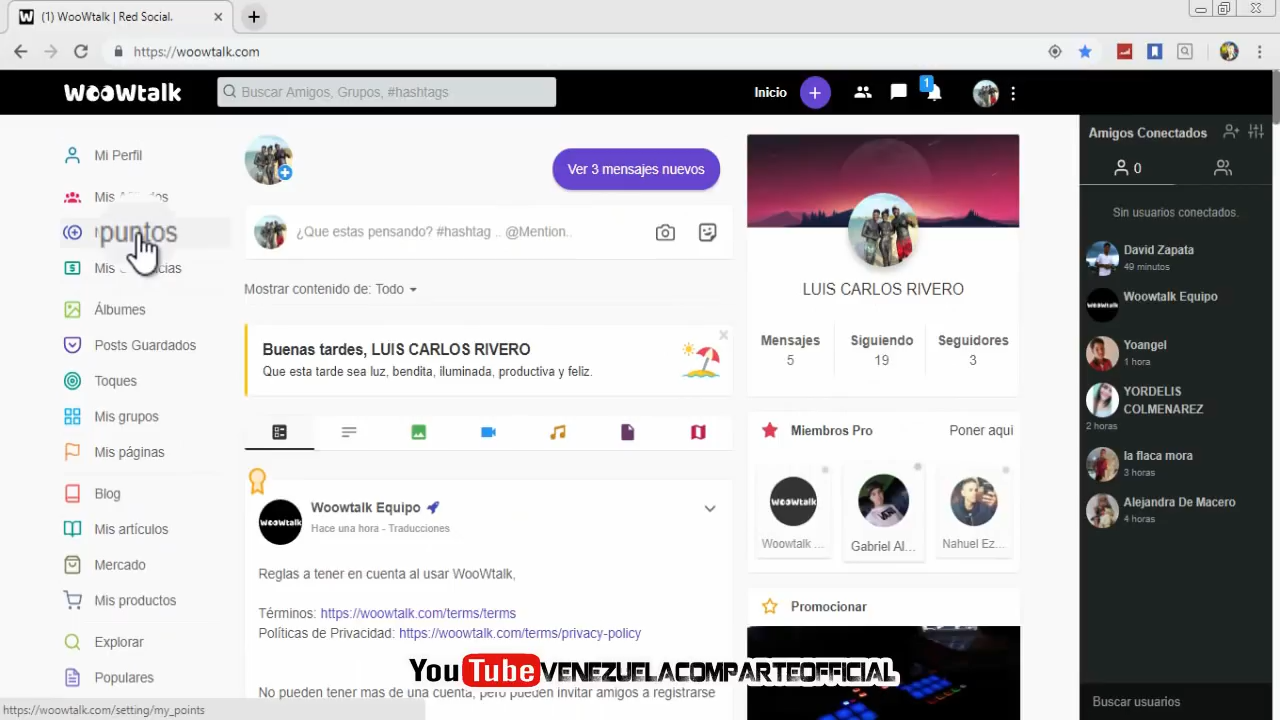 (1) WooWtalk | Red Social.
https://woowtalk.com
WooWtalk
Buscar Amigos, Grupos, #hashtags
Inicio
1
Mi Perfil
Mis
puntos
Mis
Álbumes
Posts Guardados
Toques
Mis grupos
Mis páginas
Blog
Mis artículos
Mercado
Mis productos
Explorar
Populares
https://woowtalk.com/setting/my_points
Ver 3 mensajes nuevos
¿Que estas pensando? #hashtag .. @Mention..
Mostrar contenido de: Todo
Buenas tardes, LUIS CARLOS RIVERO
Que esta tarde sea luz, bendita, iluminada, productiva y feliz.
Woowtalk Equipo
Hace una hora - Traducciones
Reglas a tener en cuenta al usar WooWtalk,
Términos: https://woowtalk.com/terms/terms
Políticas de Privacidad: https://woowtalk.com/terms/privacy-policy
No pueden tener mas de una cuenta, pero pueden invitar amigos a registrarse
LUIS CARLOS RIVERO
Mensajes Siguiendo Seguidores
5 19 3
Miembros Pro Poner aqui
Woowtalk ... Gabriel Al... Nahuel Ez...
Promocionar
YouTube VENEZUELACOMPARTEOFFICIAL
Amigos Conectados
0
Sin usuarios conectados.
David Zapata
49 minutos
Woowtalk Equipo
Yoangel
1 hora
YORDELIS
COLMENAREZ
2 horas
la flaca mora
3 horas
Alejandra De Macero
4 horas
Buscar usuarios